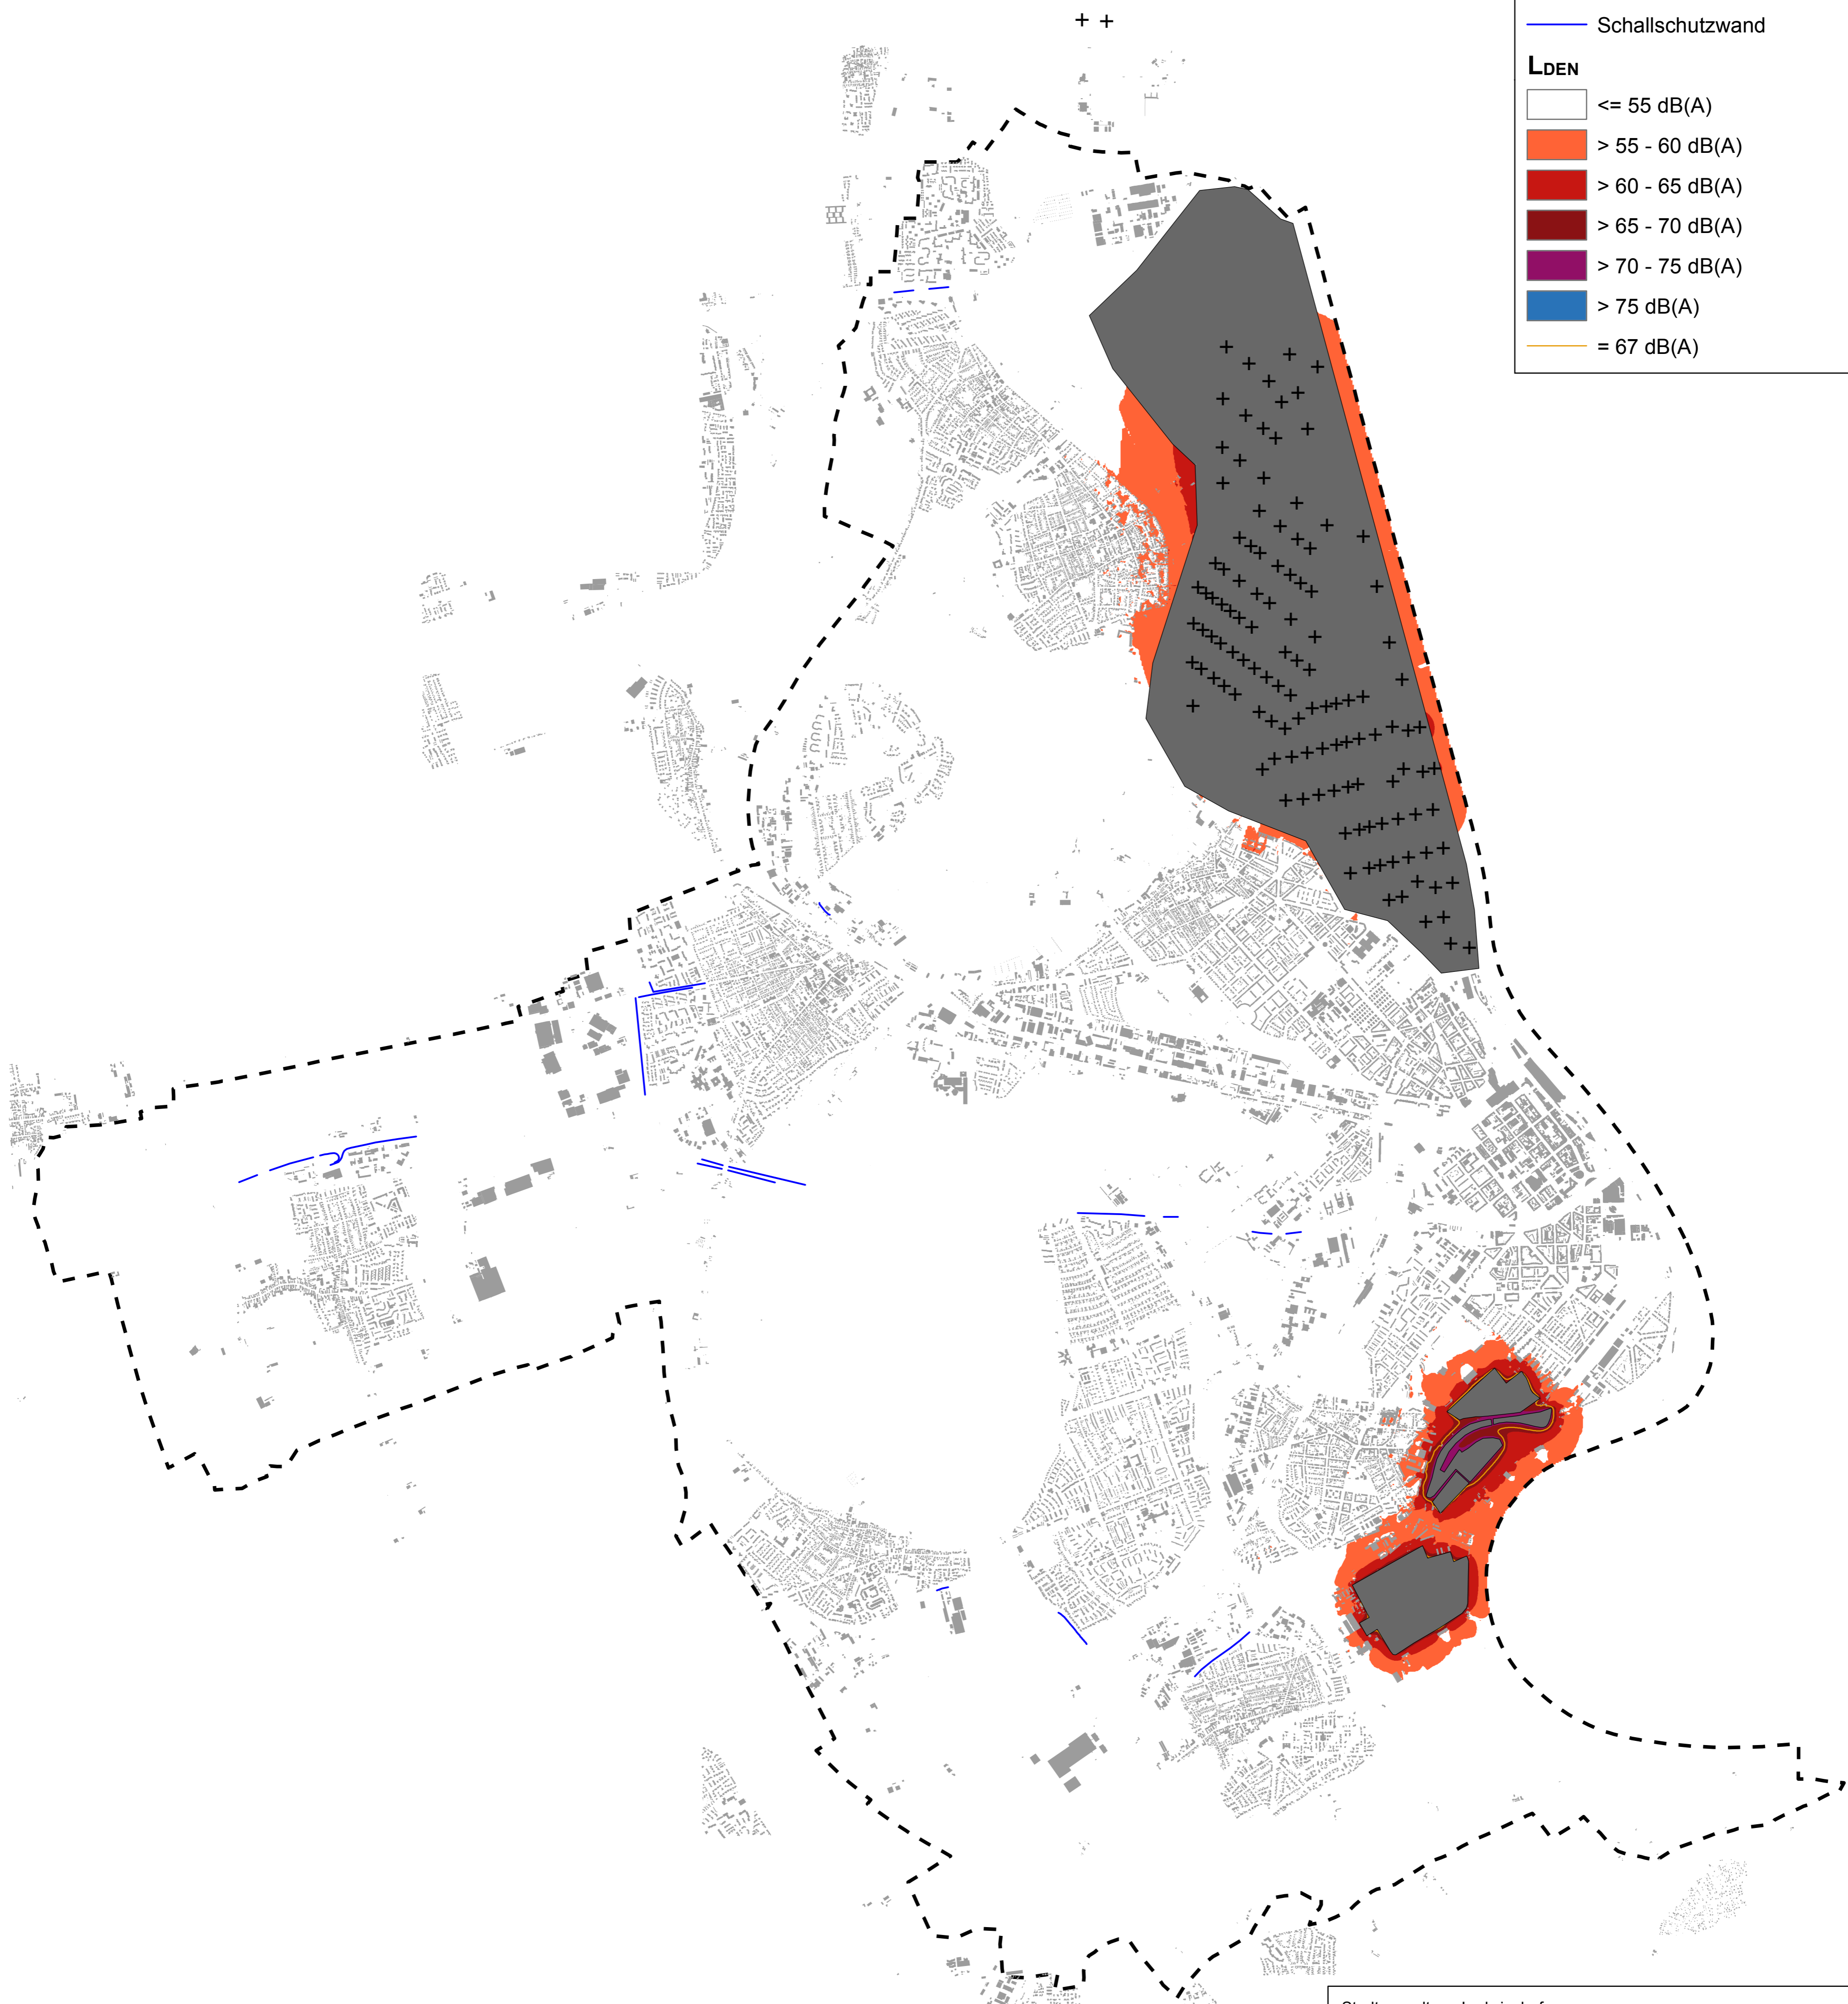 Schallschutzwand
LDEN
<= 55 dB(A)
> 55 - 60 dB(A)
> 60 - 65 dB(A)
> 65 - 70 dB(A)
> 70 - 75 dB(A)
> 75 dB(A)
= 67 dB(A)